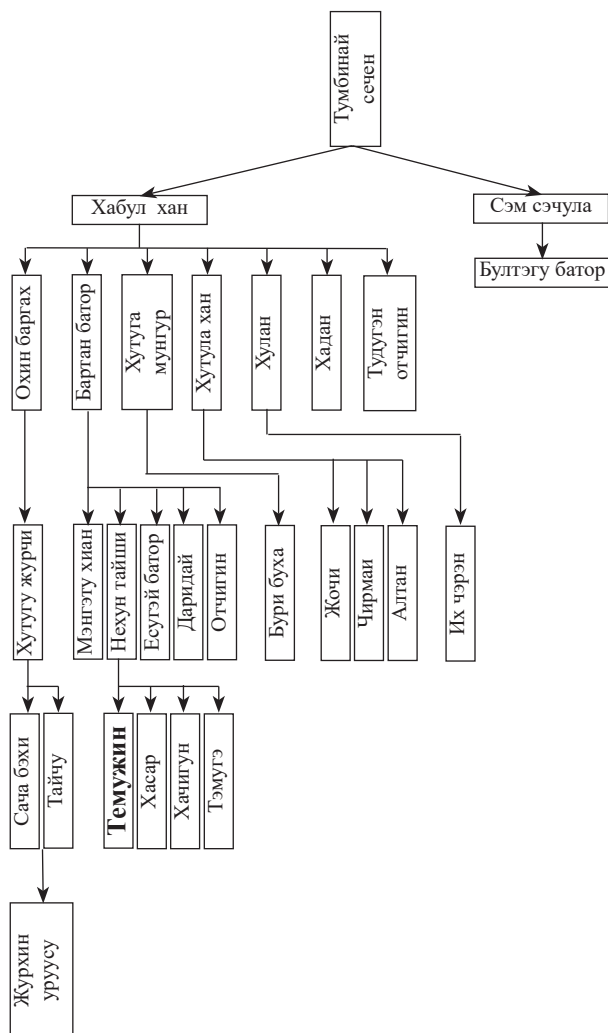 Тумбинай
сечен
Хабул хан
Сэм сэчула
Бултэгу батор
Охин баргах
Бартан батор
Хутуга
мунгур
Хутула хан
Хулан
Хадан
Тудугэн
отчигин
Хутугу журчи
Мэнгэту хиан
Нехун тайши
Есугэй батор
Даридай
Отчигин
Бури буха
Жочи
Чирмаи
Алтан
Их чэрэн
Сача бэхи
Тайчу
Темужин
Хасар
Хачигун
Тэмугэ
Журхин
уруусу